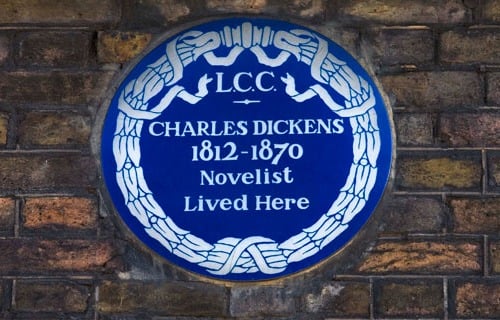 L.C.C.
CHARLES DICKENS
1812-1870
Novelist
Lived Here